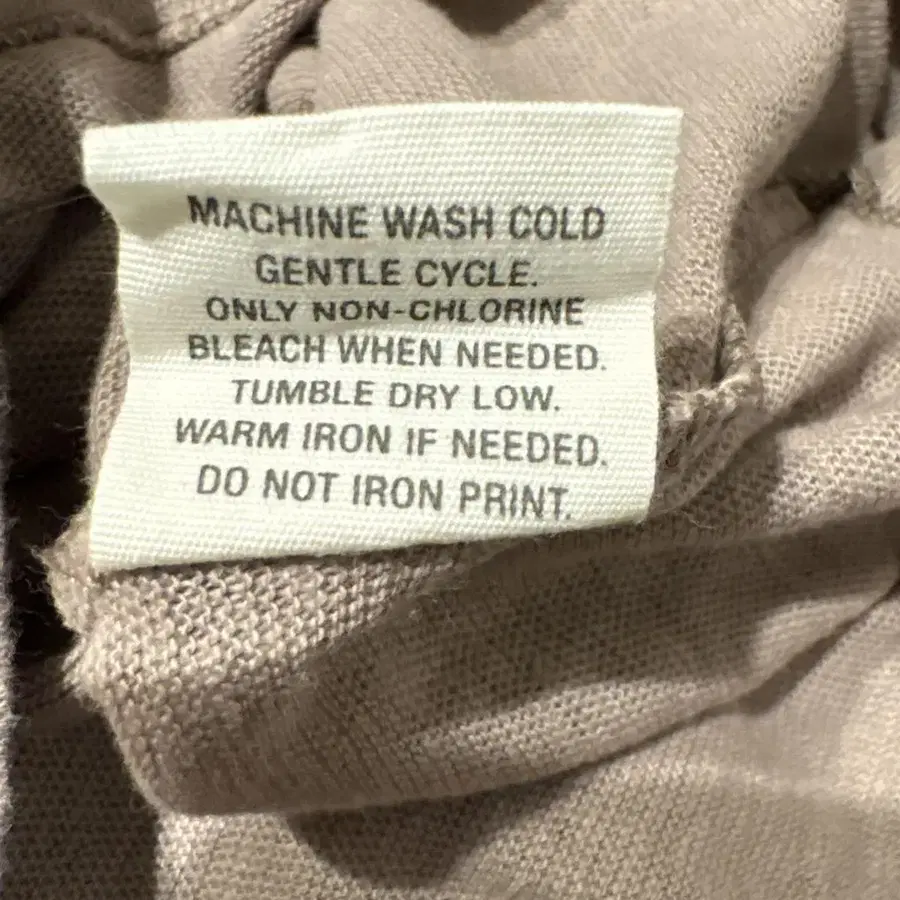 MACHINE WASH COLD
GENTLE CYCLE.
ONLY NON-CHLORINE
BLEACH WHEN NEEDED.
TUMBLE DRY LOW.
WARM IRON IF NEEDED.
DO NOT IRON PRINT.